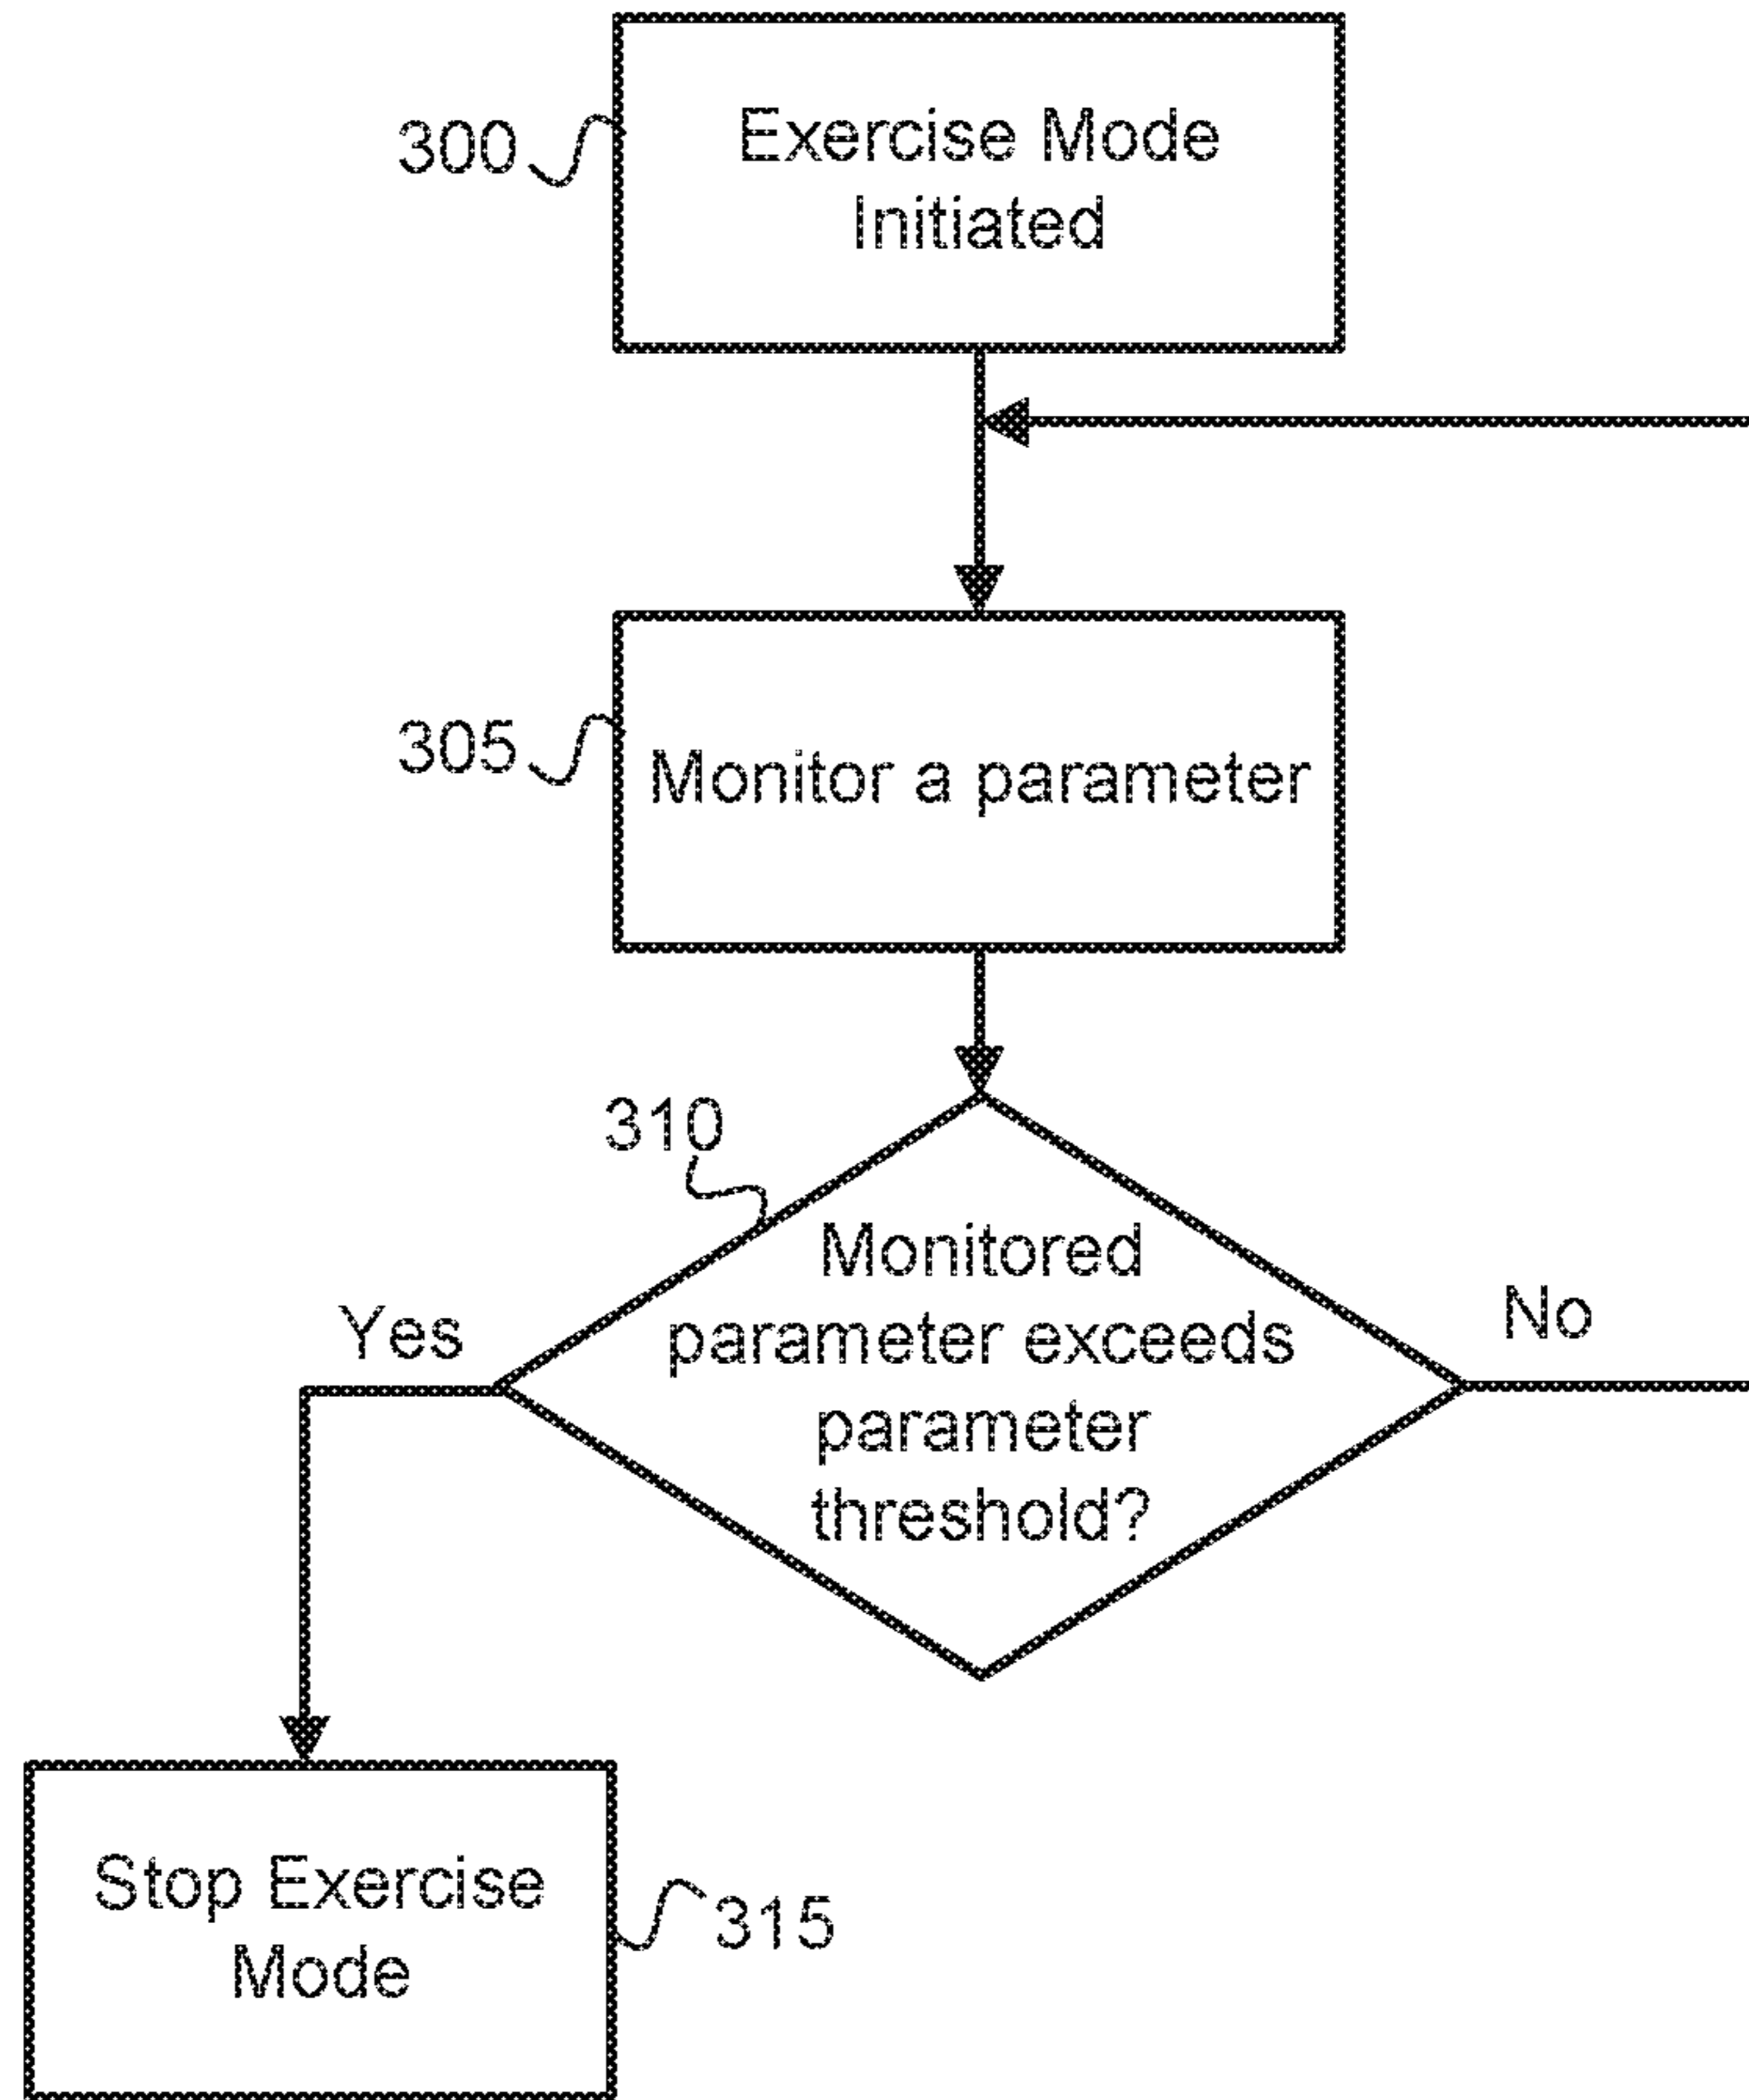 300
Exercise Mode
Initiated
305
Monitor a parameter
310
Monitored
parameter exceeds
parameter
threshold?
Yes
No
Stop Exercise
Mode
315